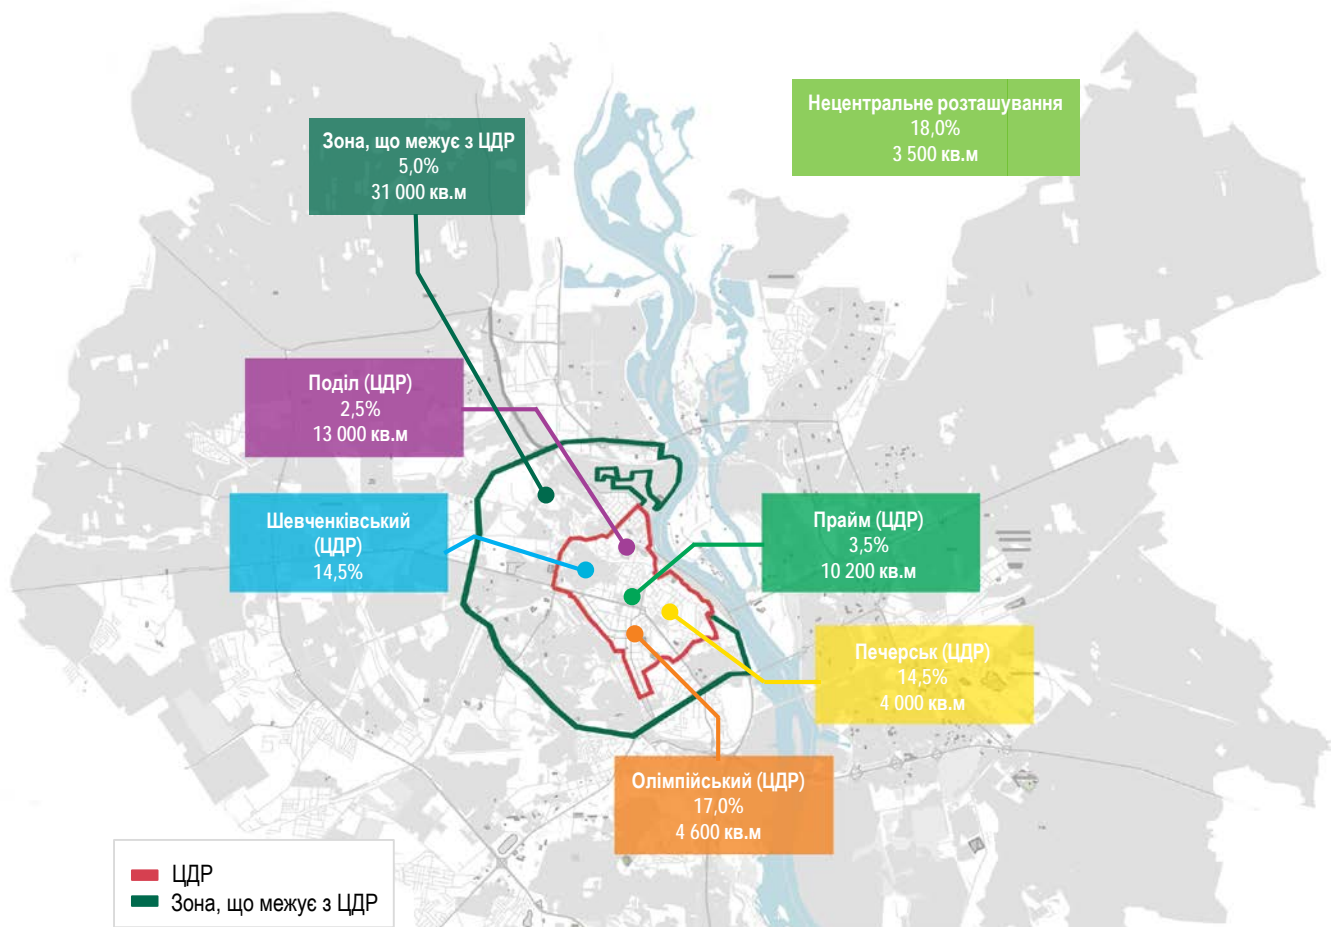 Нецентральне розташування
18,0%
3 500 кв.м
Зона, що межує з ЦДР
5,0%
31 000 кв.м
Поділ (ЦДР)
2,5%
13 000 кв.м
Шевченківський
(ЦДР)
14,5%
Прайм (ЦДР)
3,5%
10 200 кв.м
Печерськ (ЦДР)
14,5%
4 000 кв.м
Олімпійський (ЦДР)
17,0%
4 600 кв.м
ЦДР
Зона, що межує з ЦДР